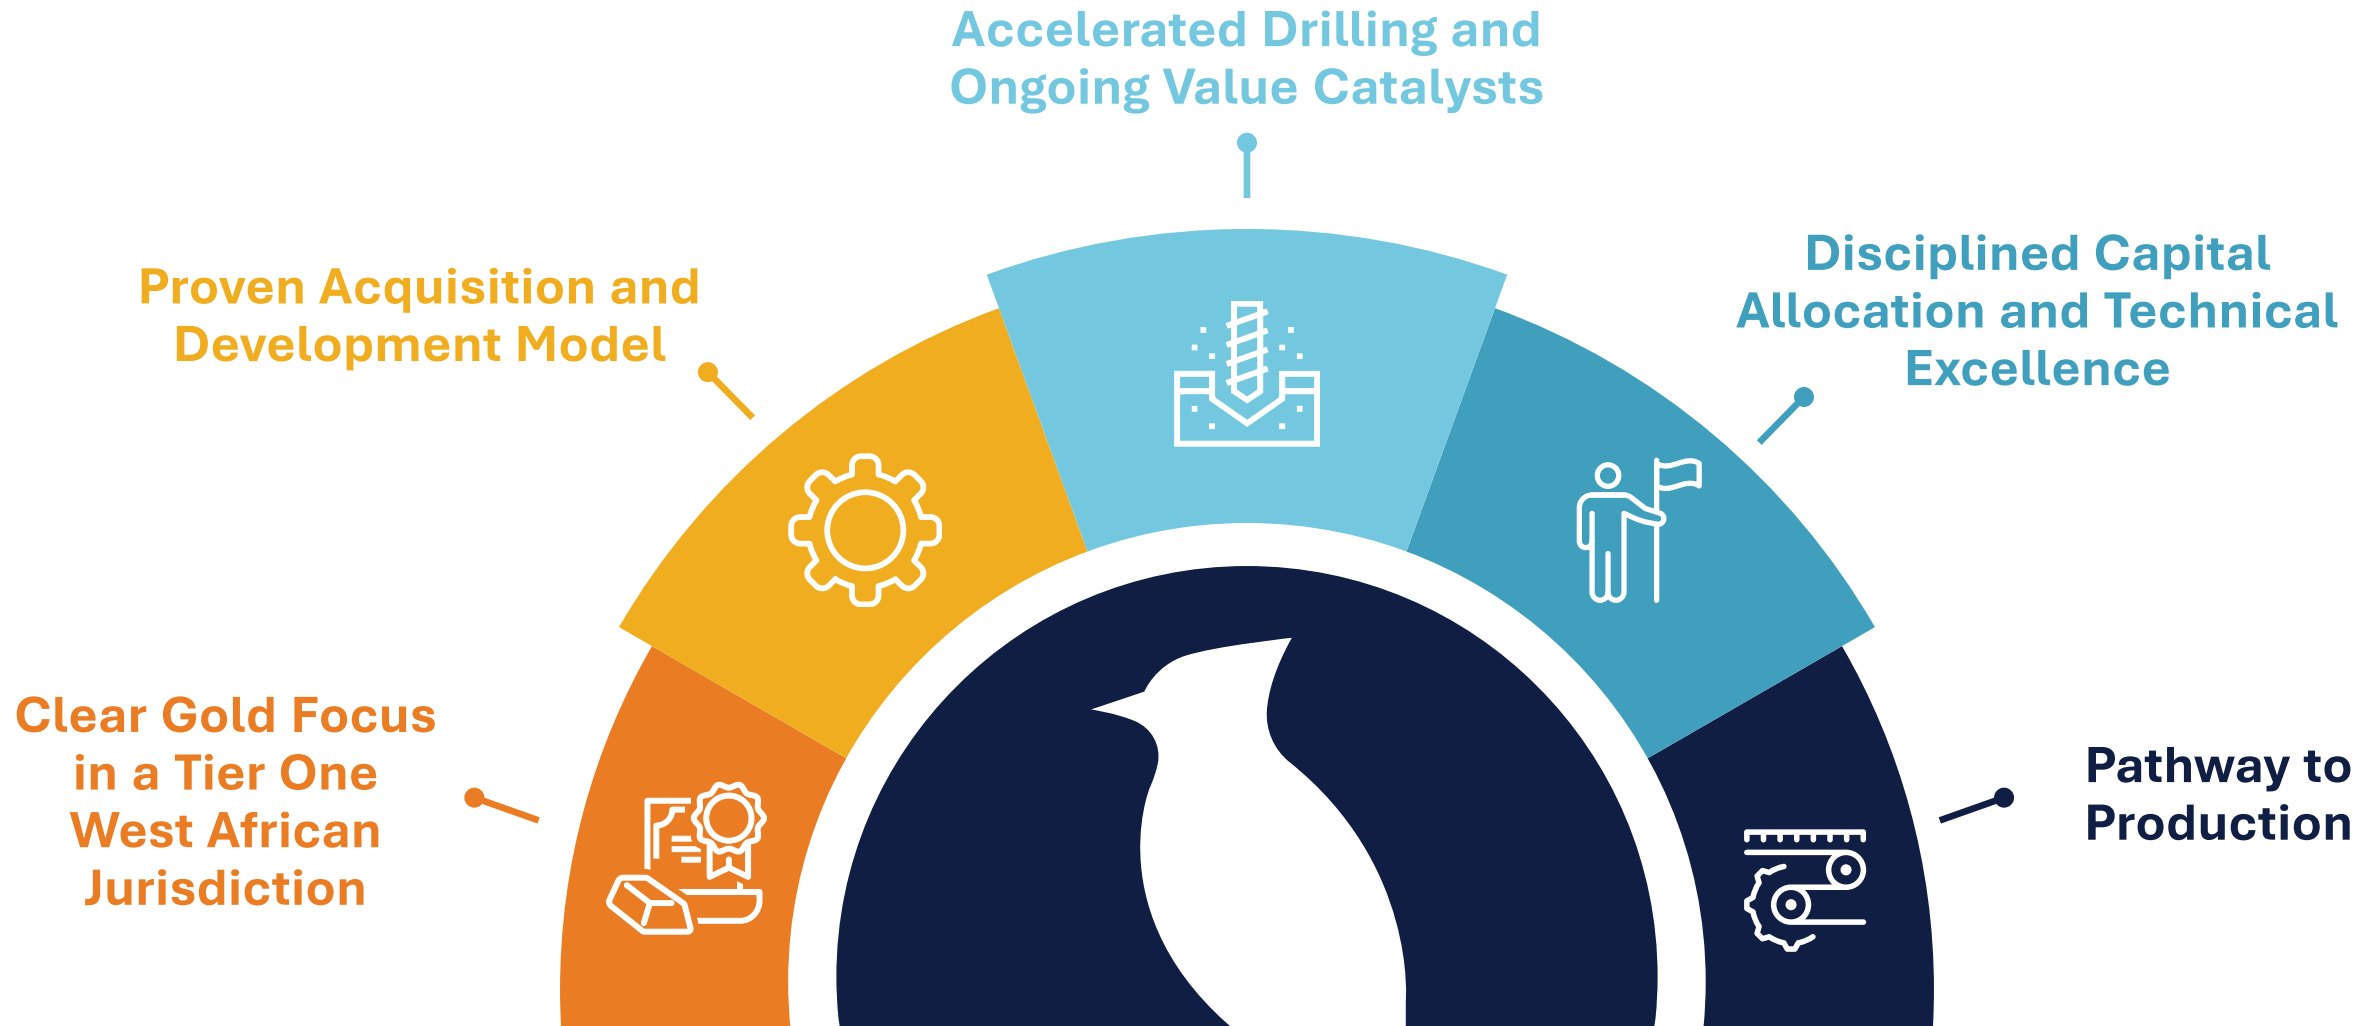 Accelerated Drilling and
Ongoing Value Catalysts
Proven Acquisition and
Development Model
Disciplined Capital
Allocation and Technical
Excellence
Clear Gold Focus
in a Tier One
West African
Jurisdiction
Pathway to
Production